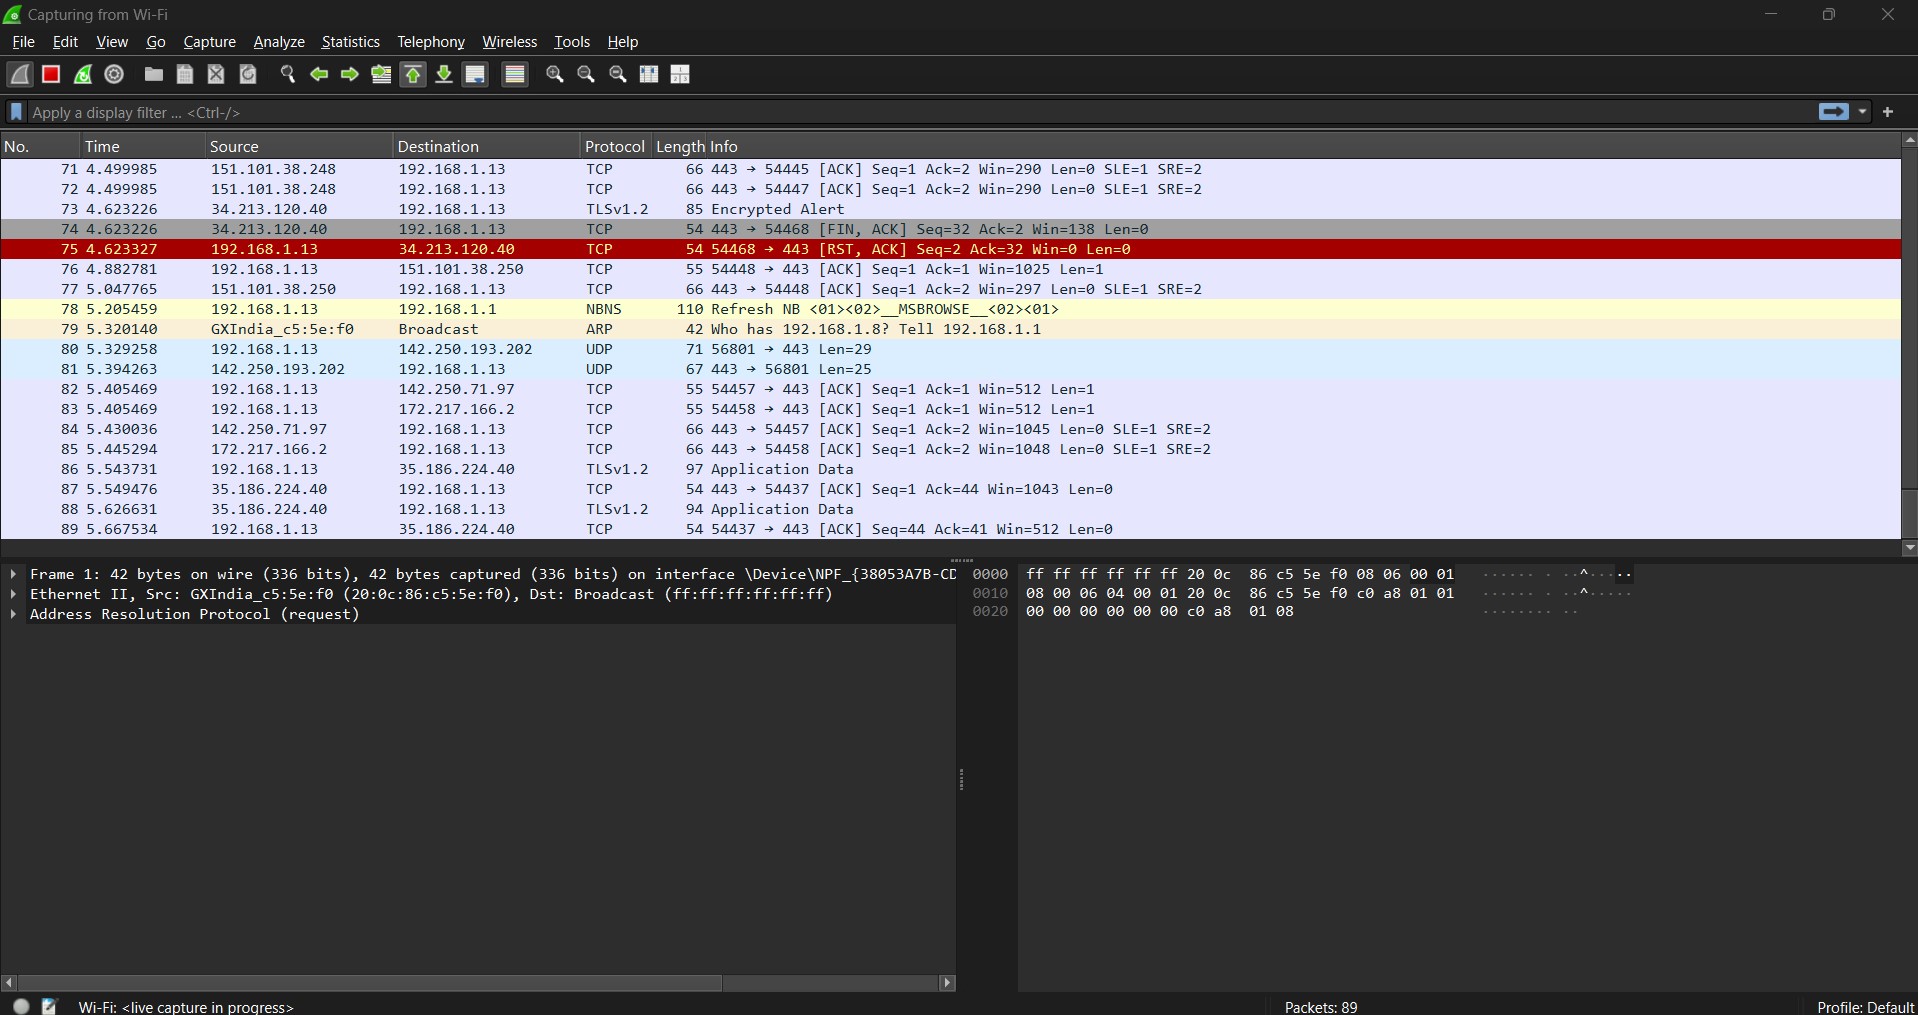 Capturing from Wi-Fi
File Edit View Go Capture Analyze Statistics Telephony Wireless Tools Help
Apply a display filter ... <Ctrl-/>
No. Time Source Destination Protocol Length Info
71 4.499985 151.101.38.248 192.168.1.13 TCP 66 443 → 54445 [ACK] Seq=1 Ack=2 Win=290 Len=0 SLE=1 SRE=2
72 4.499985 151.101.38.248 192.168.1.13 TCP 66 443 → 54447 [ACK] Seq=1 Ack=2 Win=290 Len=0 SLE=1 SRE=2
73 4.623226 34.213.120.40 192.168.1.13 TLSv1.2 85 Encrypted Alert
74 4.623226 34.213.120.40 192.168.1.13 TCP 54 443 → 54468 [FIN, ACK] Seq=32 Ack=2 Win=138 Len=0
75 4.623327 192.168.1.13 34.213.120.40 TCP 54 54468 → 443 [RST, ACK] Seq=2 Ack=32 Win=0 Len=0
76 4.882781 192.168.1.13 151.101.38.250 TCP 55 54448 → 443 [ACK] Seq=1 Ack=1 Win=1025 Len=1
77 5.047765 151.101.38.250 192.168.1.13 TCP 66 443 → 54448 [ACK] Seq=1 Ack=2 Win=297 Len=0 SLE=1 SRE=2
78 5.205459 192.168.1.13 192.168.1.1 NBNS 110 Refresh NB <01><02>__MSBROWSE__<02><01>
79 5.320140 GXIndia_c5:5e:f0 Broadcast ARP 42 Who has 192.168.1.8? Tell 192.168.1.1
80 5.329258 192.168.1.13 142.250.193.202 UDP 71 56801 → 443 Len=29
81 5.394263 142.250.193.202 192.168.1.13 UDP 67 443 → 56801 Len=25
82 5.405469 192.168.1.13 142.250.71.97 TCP 55 54457 → 443 [ACK] Seq=1 Ack=1 Win=512 Len=1
83 5.405469 192.168.1.13 172.217.166.2 TCP 55 54458 → 443 [ACK] Seq=1 Ack=1 Win=512 Len=1
84 5.430036 142.250.71.97 192.168.1.13 TCP 66 443 → 54457 [ACK] Seq=1 Ack=2 Win=1045 Len=0 SLE=1 SRE=2
85 5.445294 172.217.166.2 192.168.1.13 TCP 66 443 → 54458 [ACK] Seq=1 Ack=2 Win=1048 Len=0 SLE=1 SRE=2
86 5.543731 192.168.1.13 35.186.224.40 TLSv1.2 97 Application Data
87 5.549476 35.186.224.40 192.168.1.13 TCP 54 443 → 54437 [ACK] Seq=1 Ack=44 Win=1043 Len=0
88 5.626631 35.186.224.40 192.168.1.13 TLSv1.2 94 Application Data
89 5.667534 192.168.1.13 35.186.224.40 TCP 54 54437 → 443 [ACK] Seq=44 Ack=41 Win=512 Len=0
Frame 1: 42 bytes on wire (336 bits), 42 bytes captured (336 bits) on interface \Device\NPF_{38053A7B-CD
Ethernet II, Src: GXIndia_c5:5e:f0 (20:0c:86:c5:5e:f0), Dst: Broadcast (ff:ff:ff:ff:ff:ff)
Address Resolution Protocol (request)
0000 ff ff ff ff ff ff 20 0c 86 c5 5e f0 08 06 00 01 ······ · ··^·····
0010 08 00 06 04 00 01 20 0c 86 c5 5e f0 c0 a8 01 01 ······ · ··^·····
0020 00 00 00 00 00 00 c0 a8 01 08 ········ ··
Wi-Fi: <live capture in progress>
Packets: 89
Profile: Default